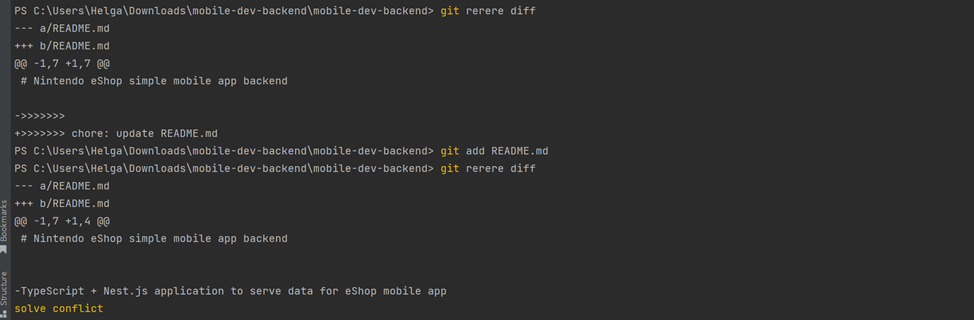 PS C:\Users\Helga\Downloads\mobile-dev-backend\mobile-dev-backend> git rerere diff
--- a/README.md
+++ b/README.md
@@ -1,7 +1,7 @@
# Nintendo eShop simple mobile app backend
->>>>>>>
+>>>>>>> chore: update README.md
PS C:\Users\Helga\Downloads\mobile-dev-backend\mobile-dev-backend> git add README.md
PS C:\Users\Helga\Downloads\mobile-dev-backend\mobile-dev-backend> git rerere diff
--- a/README.md
+++ b/README.md
@@ -1,7 +1,4 @@
# Nintendo eShop simple mobile app backend
-TypeScript + Nest.js application to serve data for eShop mobile app
solve conflict
Bookmarks
Structure